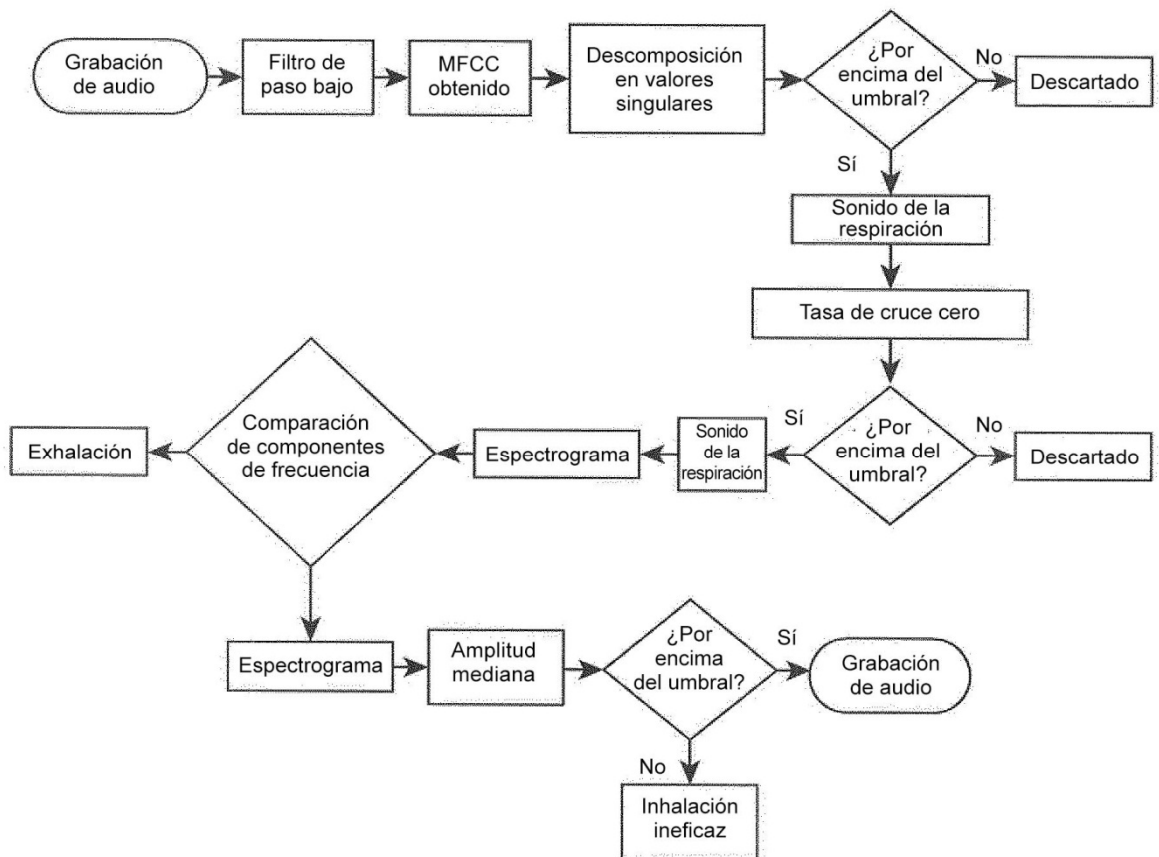 Grabación
de audio
Filtro de
paso bajo
MFCC
obtenido
Descomposición
en valores
singulares
¿Por
encima del
umbral?
No
Descartado
Sí
Sonido de la
respiración
Tasa de cruce cero
¿Por
encima del
umbral?
No
Descartado
Sí
Sonido
de la
respiración
Espectrograma
Comparación
de componentes
de frecuencia
Exhalación
Espectrograma
Amplitud
mediana
¿Por
encima
del umbral?
Sí
Grabación
de audio
No
Inhalación
ineficaz